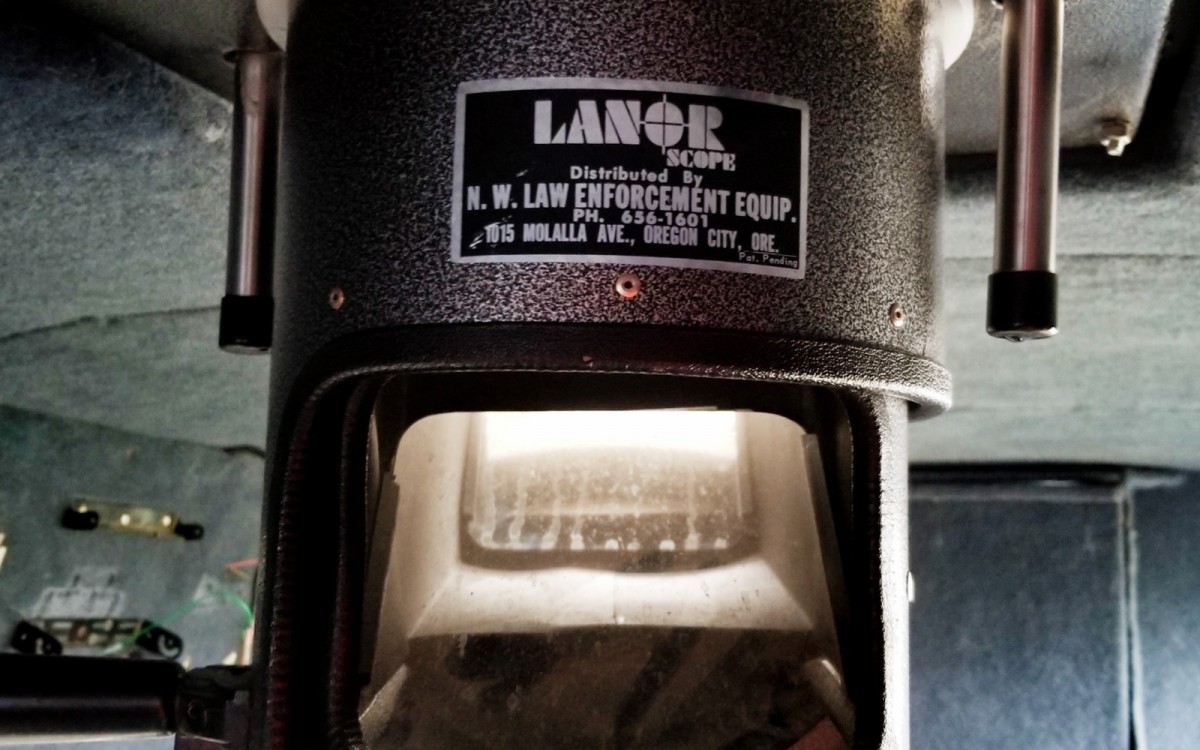 LANOR
SCOPE
Distributed By
N. W. LAW ENFORCEMENT EQUIP.
PH. 656-1601
1015 MOLALLA AVE., OREGON CITY, ORE.
Pat. Pending